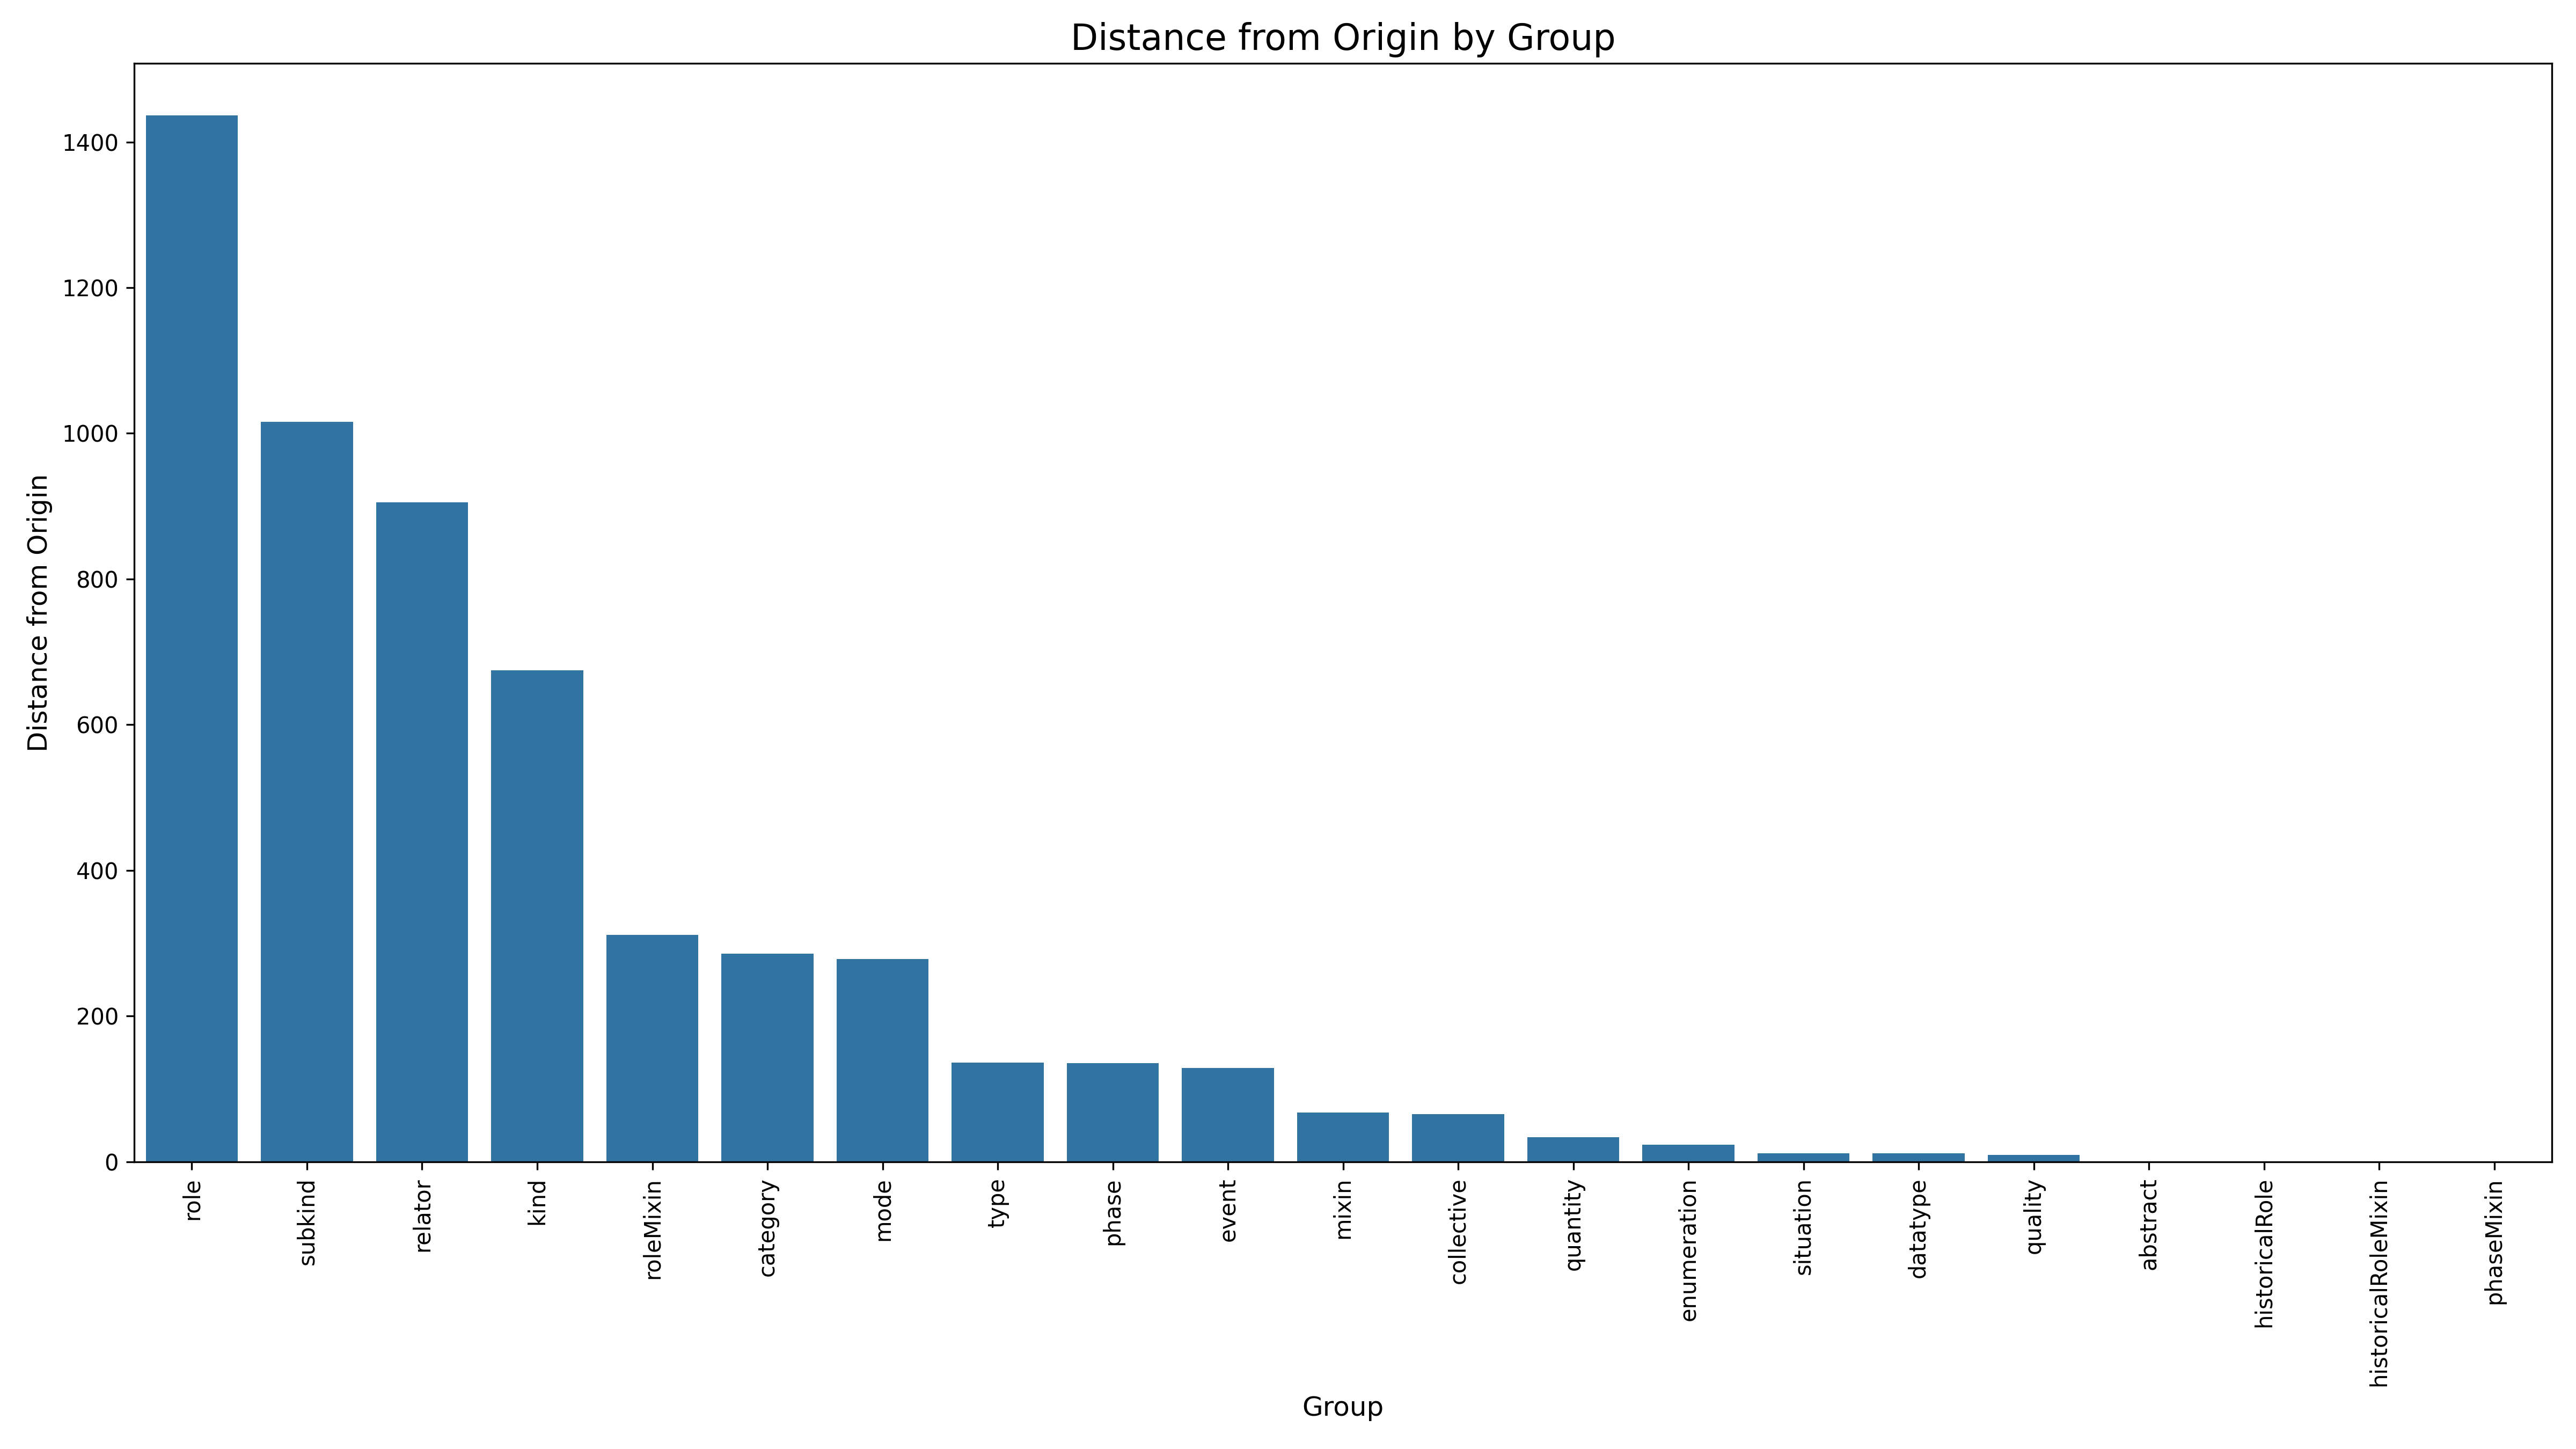 Distance from Origin by Group
Distance from Origin
1400
1200
1000
800
600
400
200
0
role
subkind
relator
kind
roleMixin
category
mode
type
phase
event
mixin
collective
quantity
enumeration
situation
datatype
quality
abstract
historicalRole
historicalRoleMixin
phaseMixin
Group